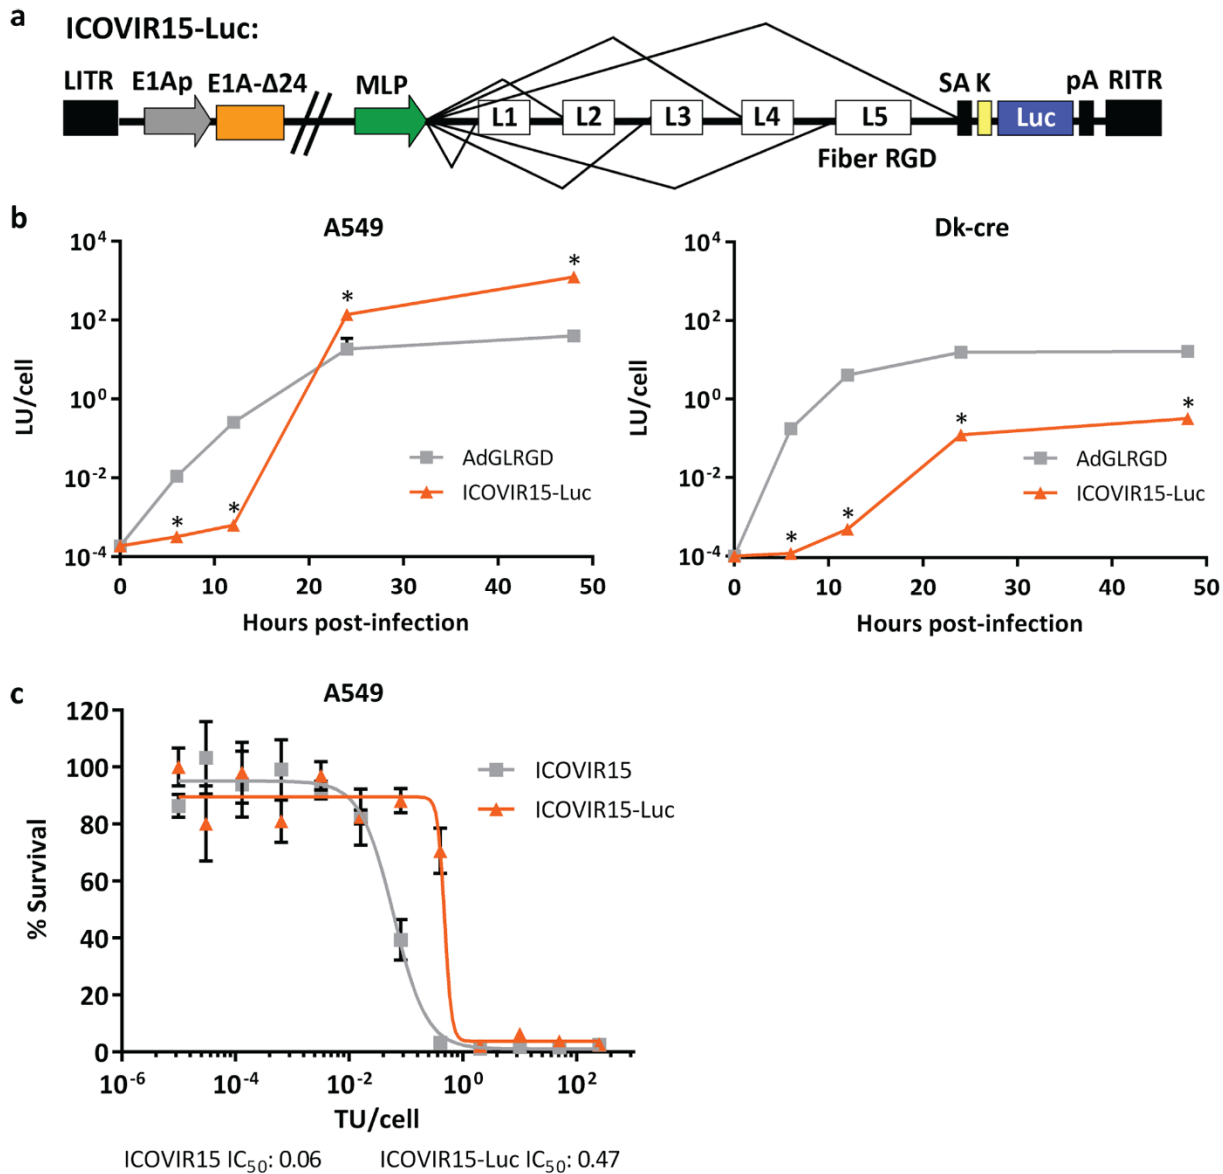 a
ICOVIR15-Luc:
LITR E1Ap E1A-Δ24 MLP SA K pA RITR
L1 L2 L3 L4 L5 Luc
Fiber RGD
b
A549
Dk-cre
10⁴
10²
10⁰
10⁻²
10⁻⁴
LU/cell
* * * *
AdGLRGD
ICOVIR15-Luc
0 10 20 30 40 50
Hours post-infection
10⁴
10²
10⁰
10⁻²
10⁻⁴
LU/cell
* * * *
AdGLRGD
ICOVIR15-Luc
0 10 20 30 40 50
Hours post-infection
c
A549
120
100
80
60
40
20
0
% Survival
ICOVIR15
ICOVIR15-Luc
10⁻⁶ 10⁻⁴ 10⁻² 10⁰ 10²
TU/cell
ICOVIR15 IC₅₀: 0.06 ICOVIR15-Luc IC₅₀: 0.47